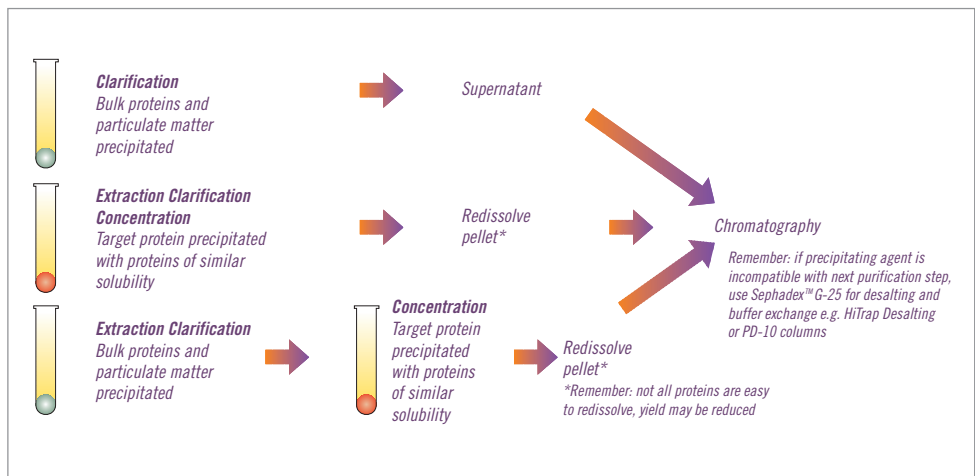 Clarification
Bulk proteins and
particulate matter
precipitated
Supernatant
Extraction Clarification
Concentration
Target protein precipitated
with proteins of similar
solubility
Redissolve
pellet*
Chromatography
Remember: if precipitating agent is
incompatible with next purification step,
use Sephadex™ G-25 for desalting and
buffer exchange e.g. HiTrap Desalting
or PD-10 columns
Extraction Clarification
Bulk proteins and
particulate matter
precipitated
Concentration
Target protein
precipitated
with proteins
of similar
solubility
Redissolve
pellet*
*Remember: not all proteins are easy
to redissolve, yield may be reduced